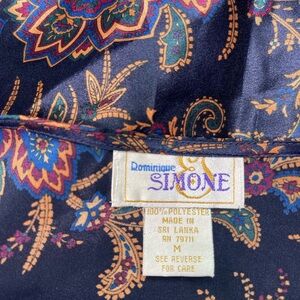 Dominique
SIMONE
100% POLYESTER
MADE IN
SRI LANKA
RN 79711
M
SEE REVERSE
FOR CARE